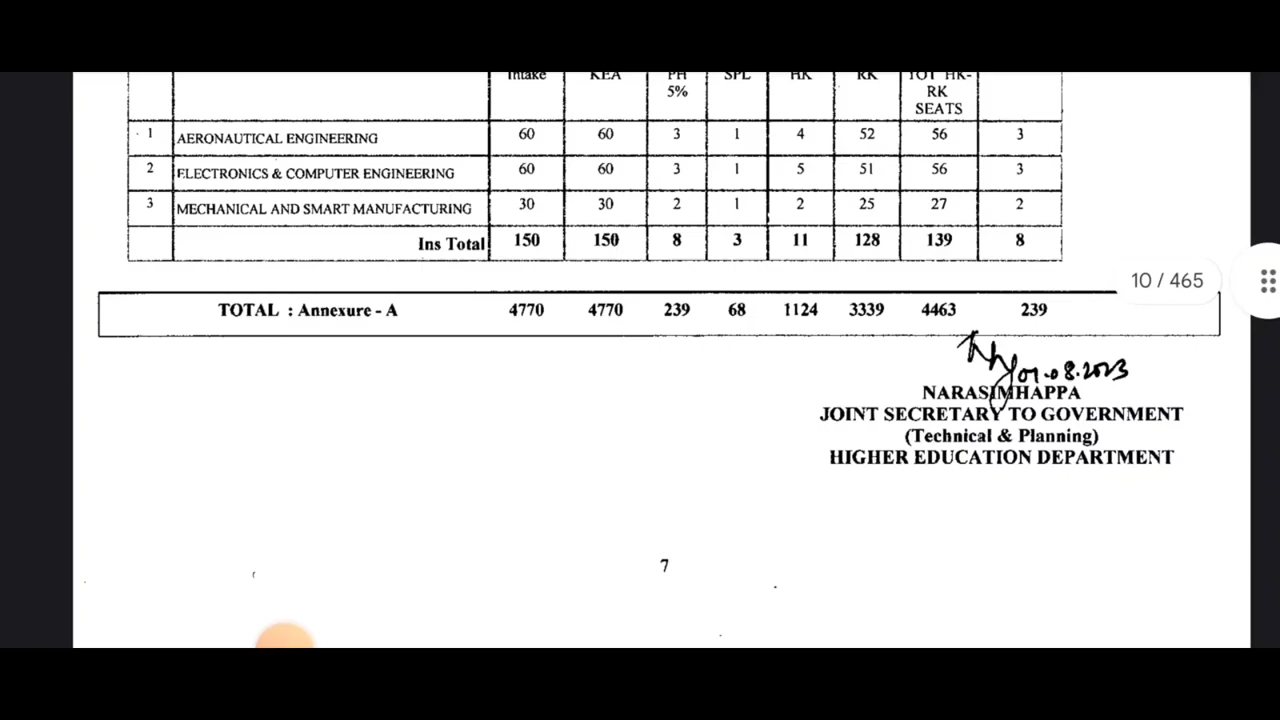 Intake KEA PH 5% SPL HK RK TOT HK-RK SEATS
1 AERONAUTICAL ENGINEERING 60 60 3 1 4 52 56 3
2 ELECTRONICS & COMPUTER ENGINEERING 60 60 3 1 5 51 56 3
3 MECHANICAL AND SMART MANUFACTURING 30 30 2 1 2 25 27 2
Ins Total 150 150 8 3 11 128 139 8
10 / 465
TOTAL : Annexure - A 4770 4770 239 68 1124 3339 4463 239
01.08.2023
NARASIMHAPPA
JOINT SECRETARY TO GOVERNMENT
(Technical & Planning)
HIGHER EDUCATION DEPARTMENT
7